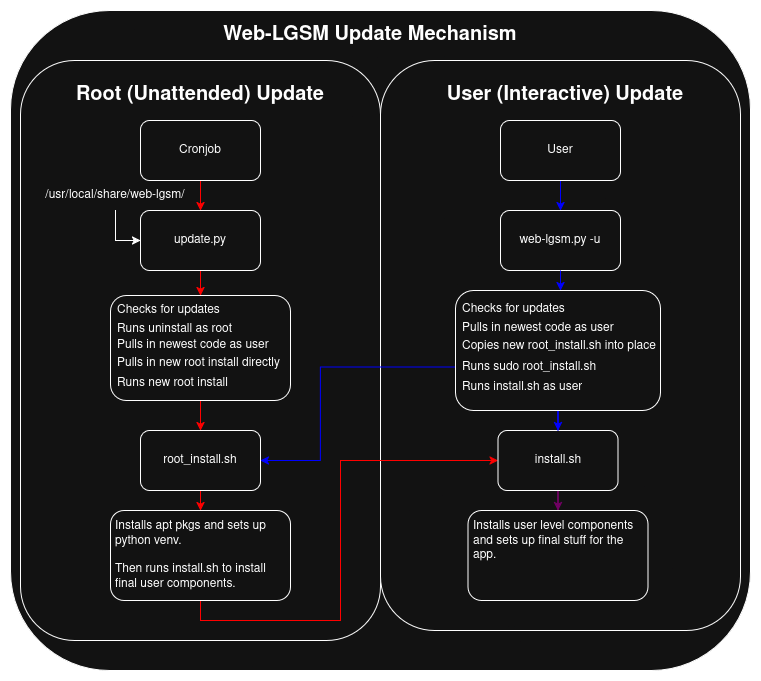 Web-LGSM Update Mechanism
Root (Unattended) Update
Cronjob
/usr/local/share/web-lgsm/
update.py
Checks for updates
Runs uninstall as root
Pulls in newest code as user
Pulls in new root install directly
Runs new root install
root_install.sh
Installs apt pkgs and sets up
python venv.
Then runs install.sh to install
final user components.
User (Interactive) Update
User
web-lgsm.py -u
Checks for updates
Pulls in newest code as user
Copies new root_install.sh into place
Runs sudo root_install.sh
Runs install.sh as user
install.sh
Installs user level components
and sets up final stuff for the
app.